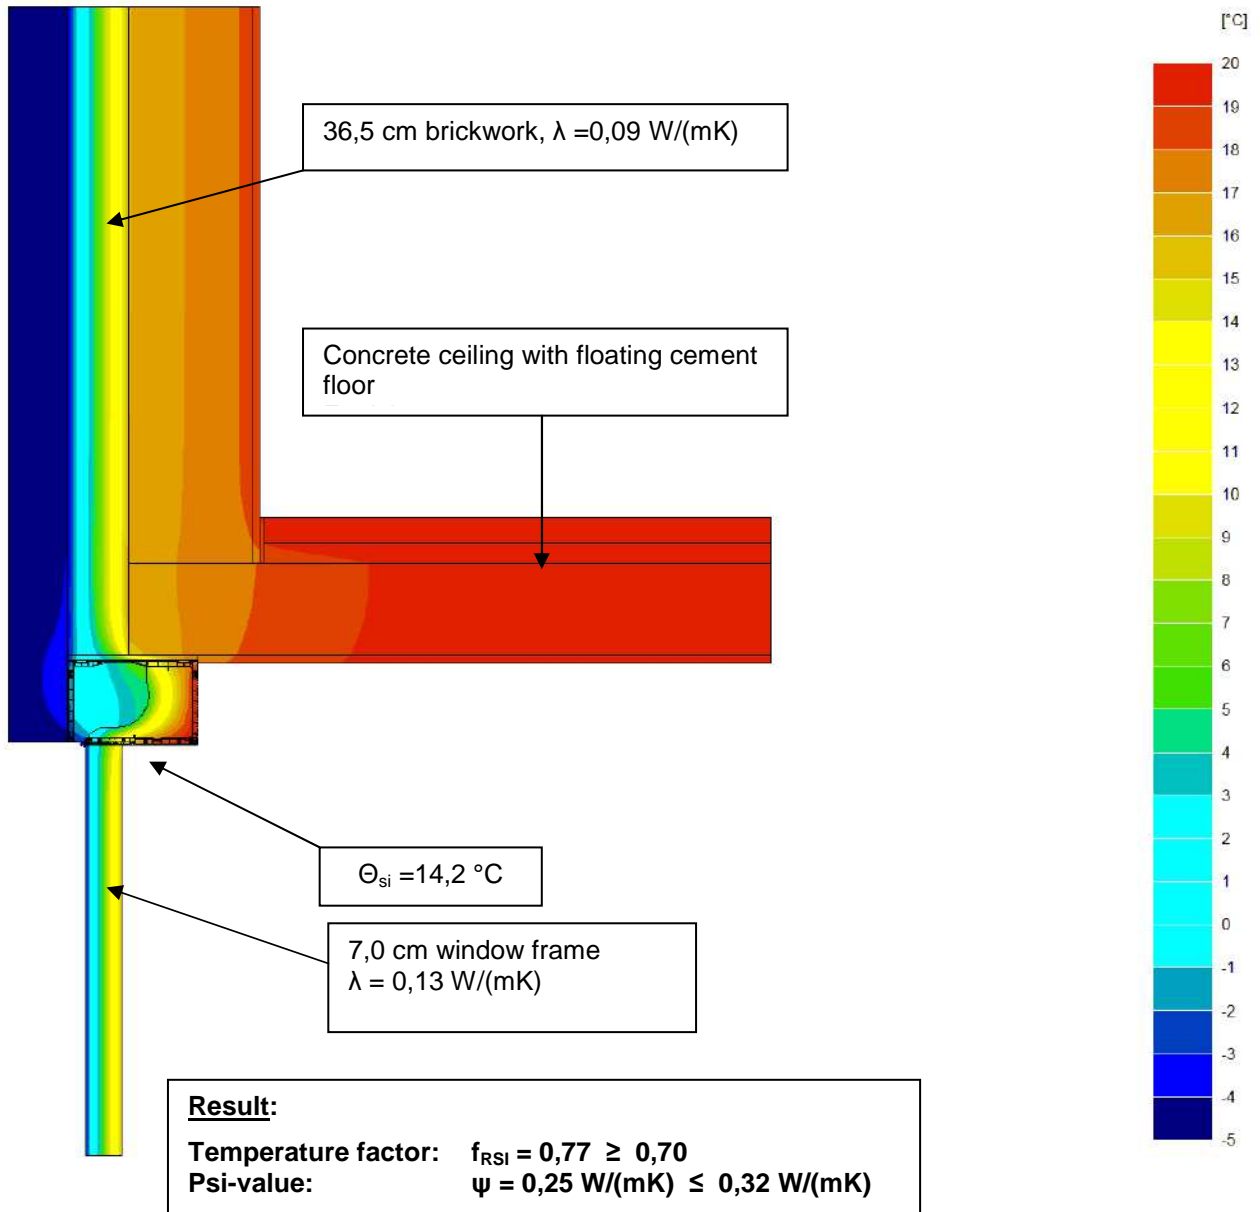 [°C]
20
19
18
17
16
15
14
13
12
11
10
9
8
7
6
5
4
3
2
1
0
-1
-2
-3
-4
-5
36,5 cm brickwork, λ =0,09 W/(mK)
Concrete ceiling with floating cement
floor
Θsi =14,2 °C
7,0 cm window frame
λ = 0,13 W/(mK)
Result:
Temperature factor: fRSI = 0,77 ≥ 0,70
Psi-value: ψ = 0,25 W/(mK) ≤ 0,32 W/(mK)